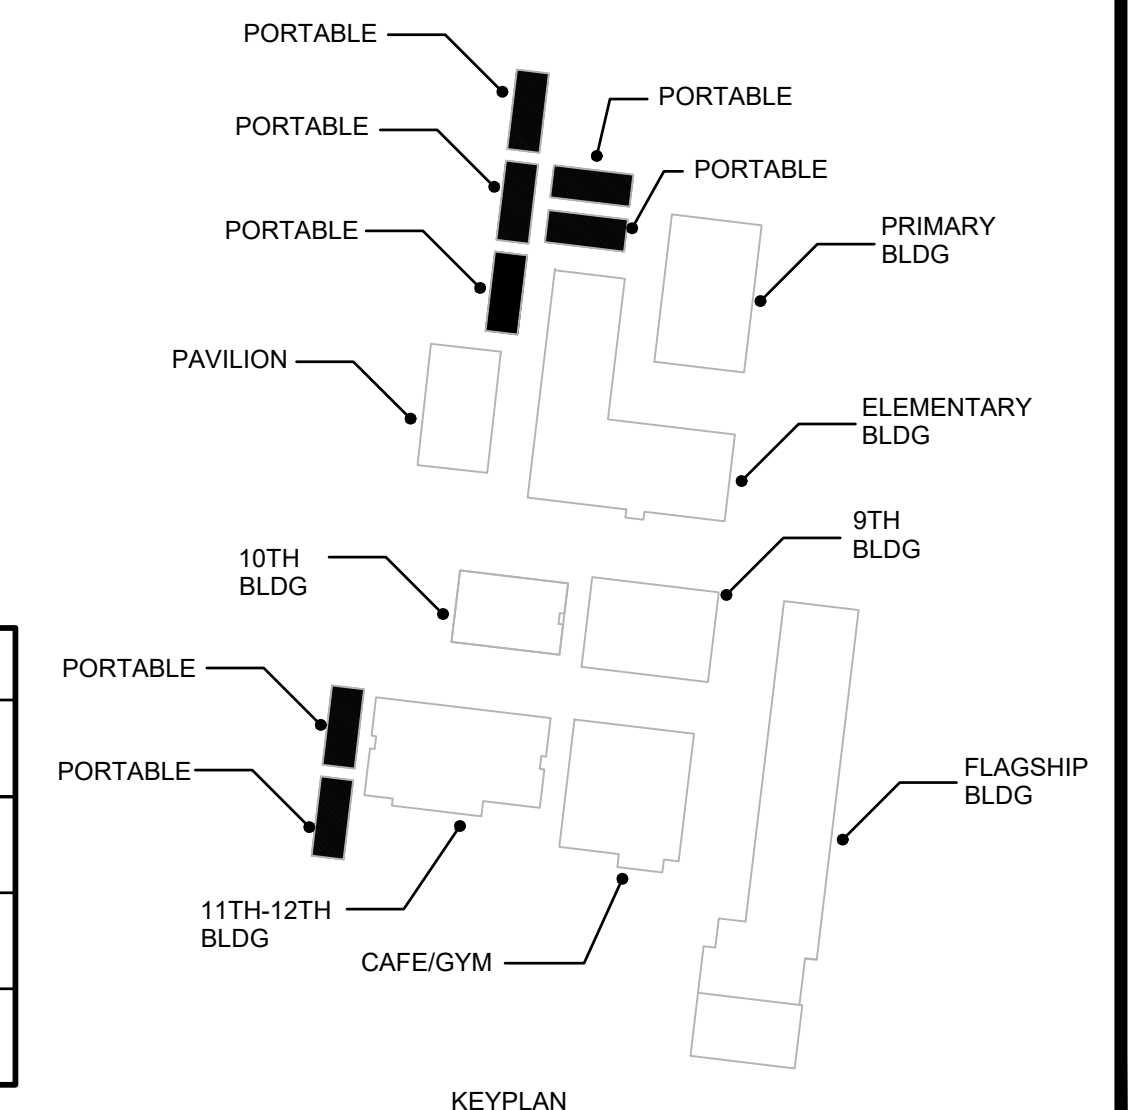 PORTABLE
PORTABLE
PORTABLE
PORTABLE
PORTABLE
PRIMARY
BLDG
PAVILION
ELEMENTARY
BLDG
9TH
BLDG
10TH
BLDG
PORTABLE
PORTABLE
FLAGSHIP
BLDG
11TH-12TH
BLDG
CAFE/GYM
KEYPLAN